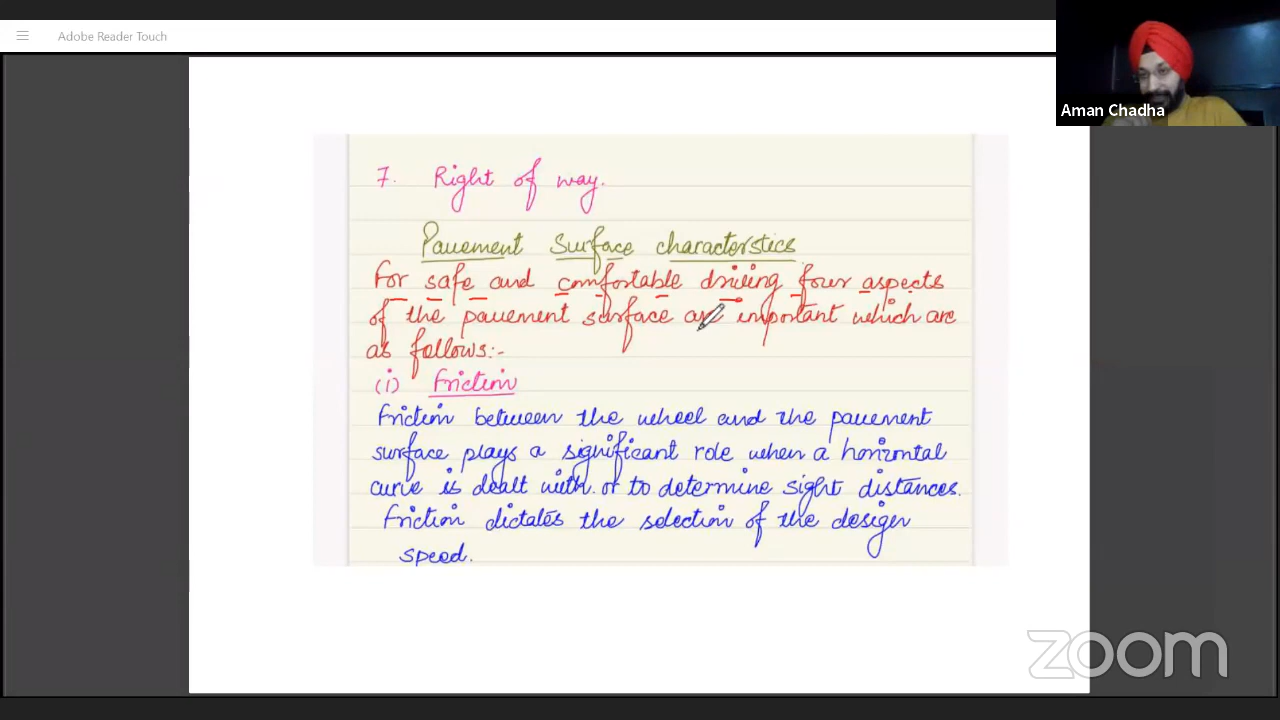 Adobe Reader Touch
Aman Chadha
7. Right of way.
Pavement Surface characterstics
For safe and comfortable driving four aspects
of the pavement surface are important which are
as follows:-
(i) Friction
Friction between the wheel and the pavement
surface plays a significant role when a horizontal
curve is dealt with or to determine sight distances.
Friction dictates the selection of the design
speed.
zoom